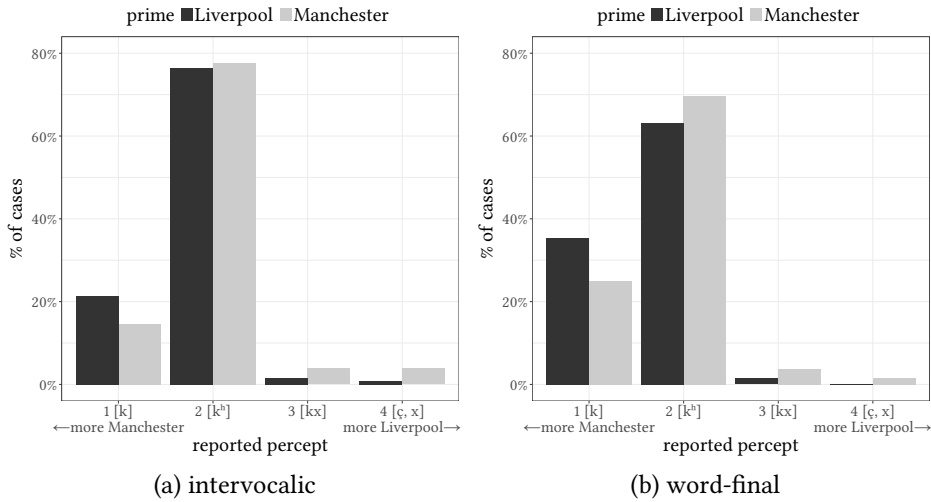 prime Liverpool Manchester
80%
60%
40%
20%
0%
% of cases
1 [k] 2 [kʰ] 3 [kx] 4 [ç, x]
←more Manchester more Liverpool→
reported percept
(a) intervocalic
prime Liverpool Manchester
80%
60%
40%
20%
0%
% of cases
1 [k] 2 [kʰ] 3 [kx] 4 [ç, x]
←more Manchester more Liverpool→
reported percept
(b) word-final